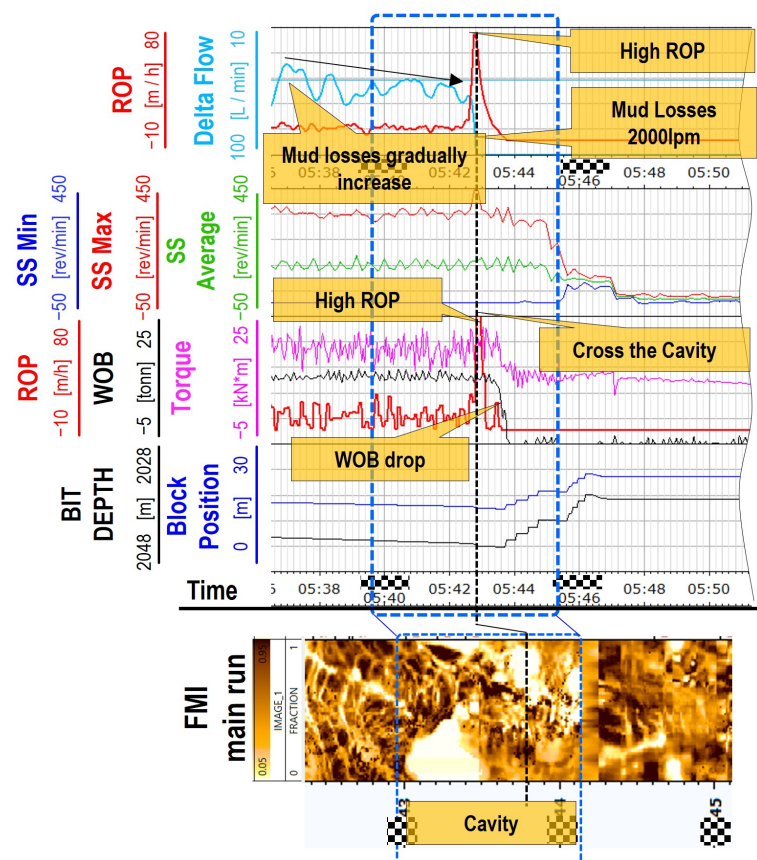 ROP
−10 [m / h] 80
Delta Flow
100 [L / min] 10
High ROP
Mud Losses
2000lpm
Mud losses gradually
increase
05:38 05:40 05:42 05:44 05:46 05:48 05:50
SS Min
−50 [rev/min] 450
SS Max
−50 [rev/min] 450
SS
Average
−50 [rev/min] 450
High ROP
Cross the Cavity
ROP
−10 [m/h] 80
WOB
−5 [tonn] 25
Torque
−5 [kN*m] 25
WOB drop
BIT
DEPTH
2048 [m] 2028
Block
Position
0 [m] 30
Time
05:38 05:40 05:42 05:44 05:46 05:48 05:50
FMI
main run
0.05 0.95
IMAGE_1
0 FRACTION 1
Cavity